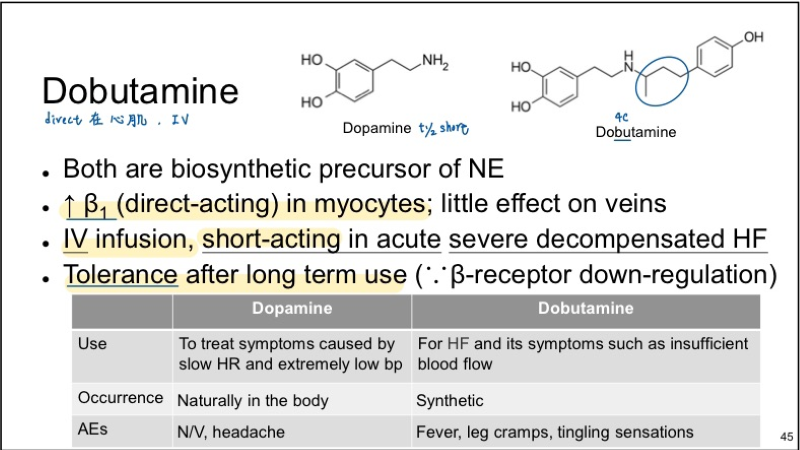 HO
HO
NH2
HO
HO
H
N
OH
Dobutamine
direct 在 心肌 . IV
Dopamine t½ short
4C
Dobutamine
• Both are biosynthetic precursor of NE
• ↑ β1 (direct-acting) in myocytes; little effect on veins
• IV infusion, short-acting in acute severe decompensated HF
• Tolerance after long term use (∵β-receptor down-regulation)
Dopamine Dobutamine
Use To treat symptoms caused by For HF and its symptoms such as insufficient
slow HR and extremely low bp blood flow
Occurrence Naturally in the body Synthetic
AEs N/V, headache Fever, leg cramps, tingling sensations
45